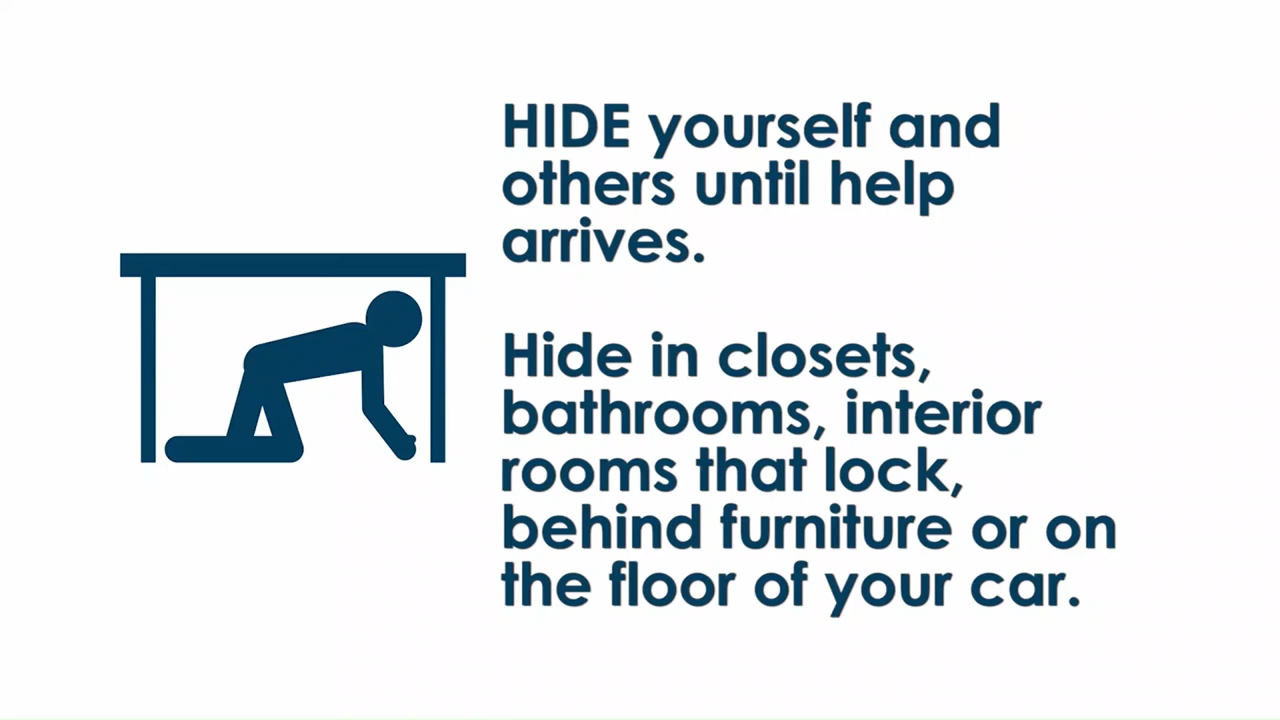 HIDE yourself and
others until help
arrives.
Hide in closets,
bathrooms, interior
rooms that lock,
behind furniture or on
the floor of your car.